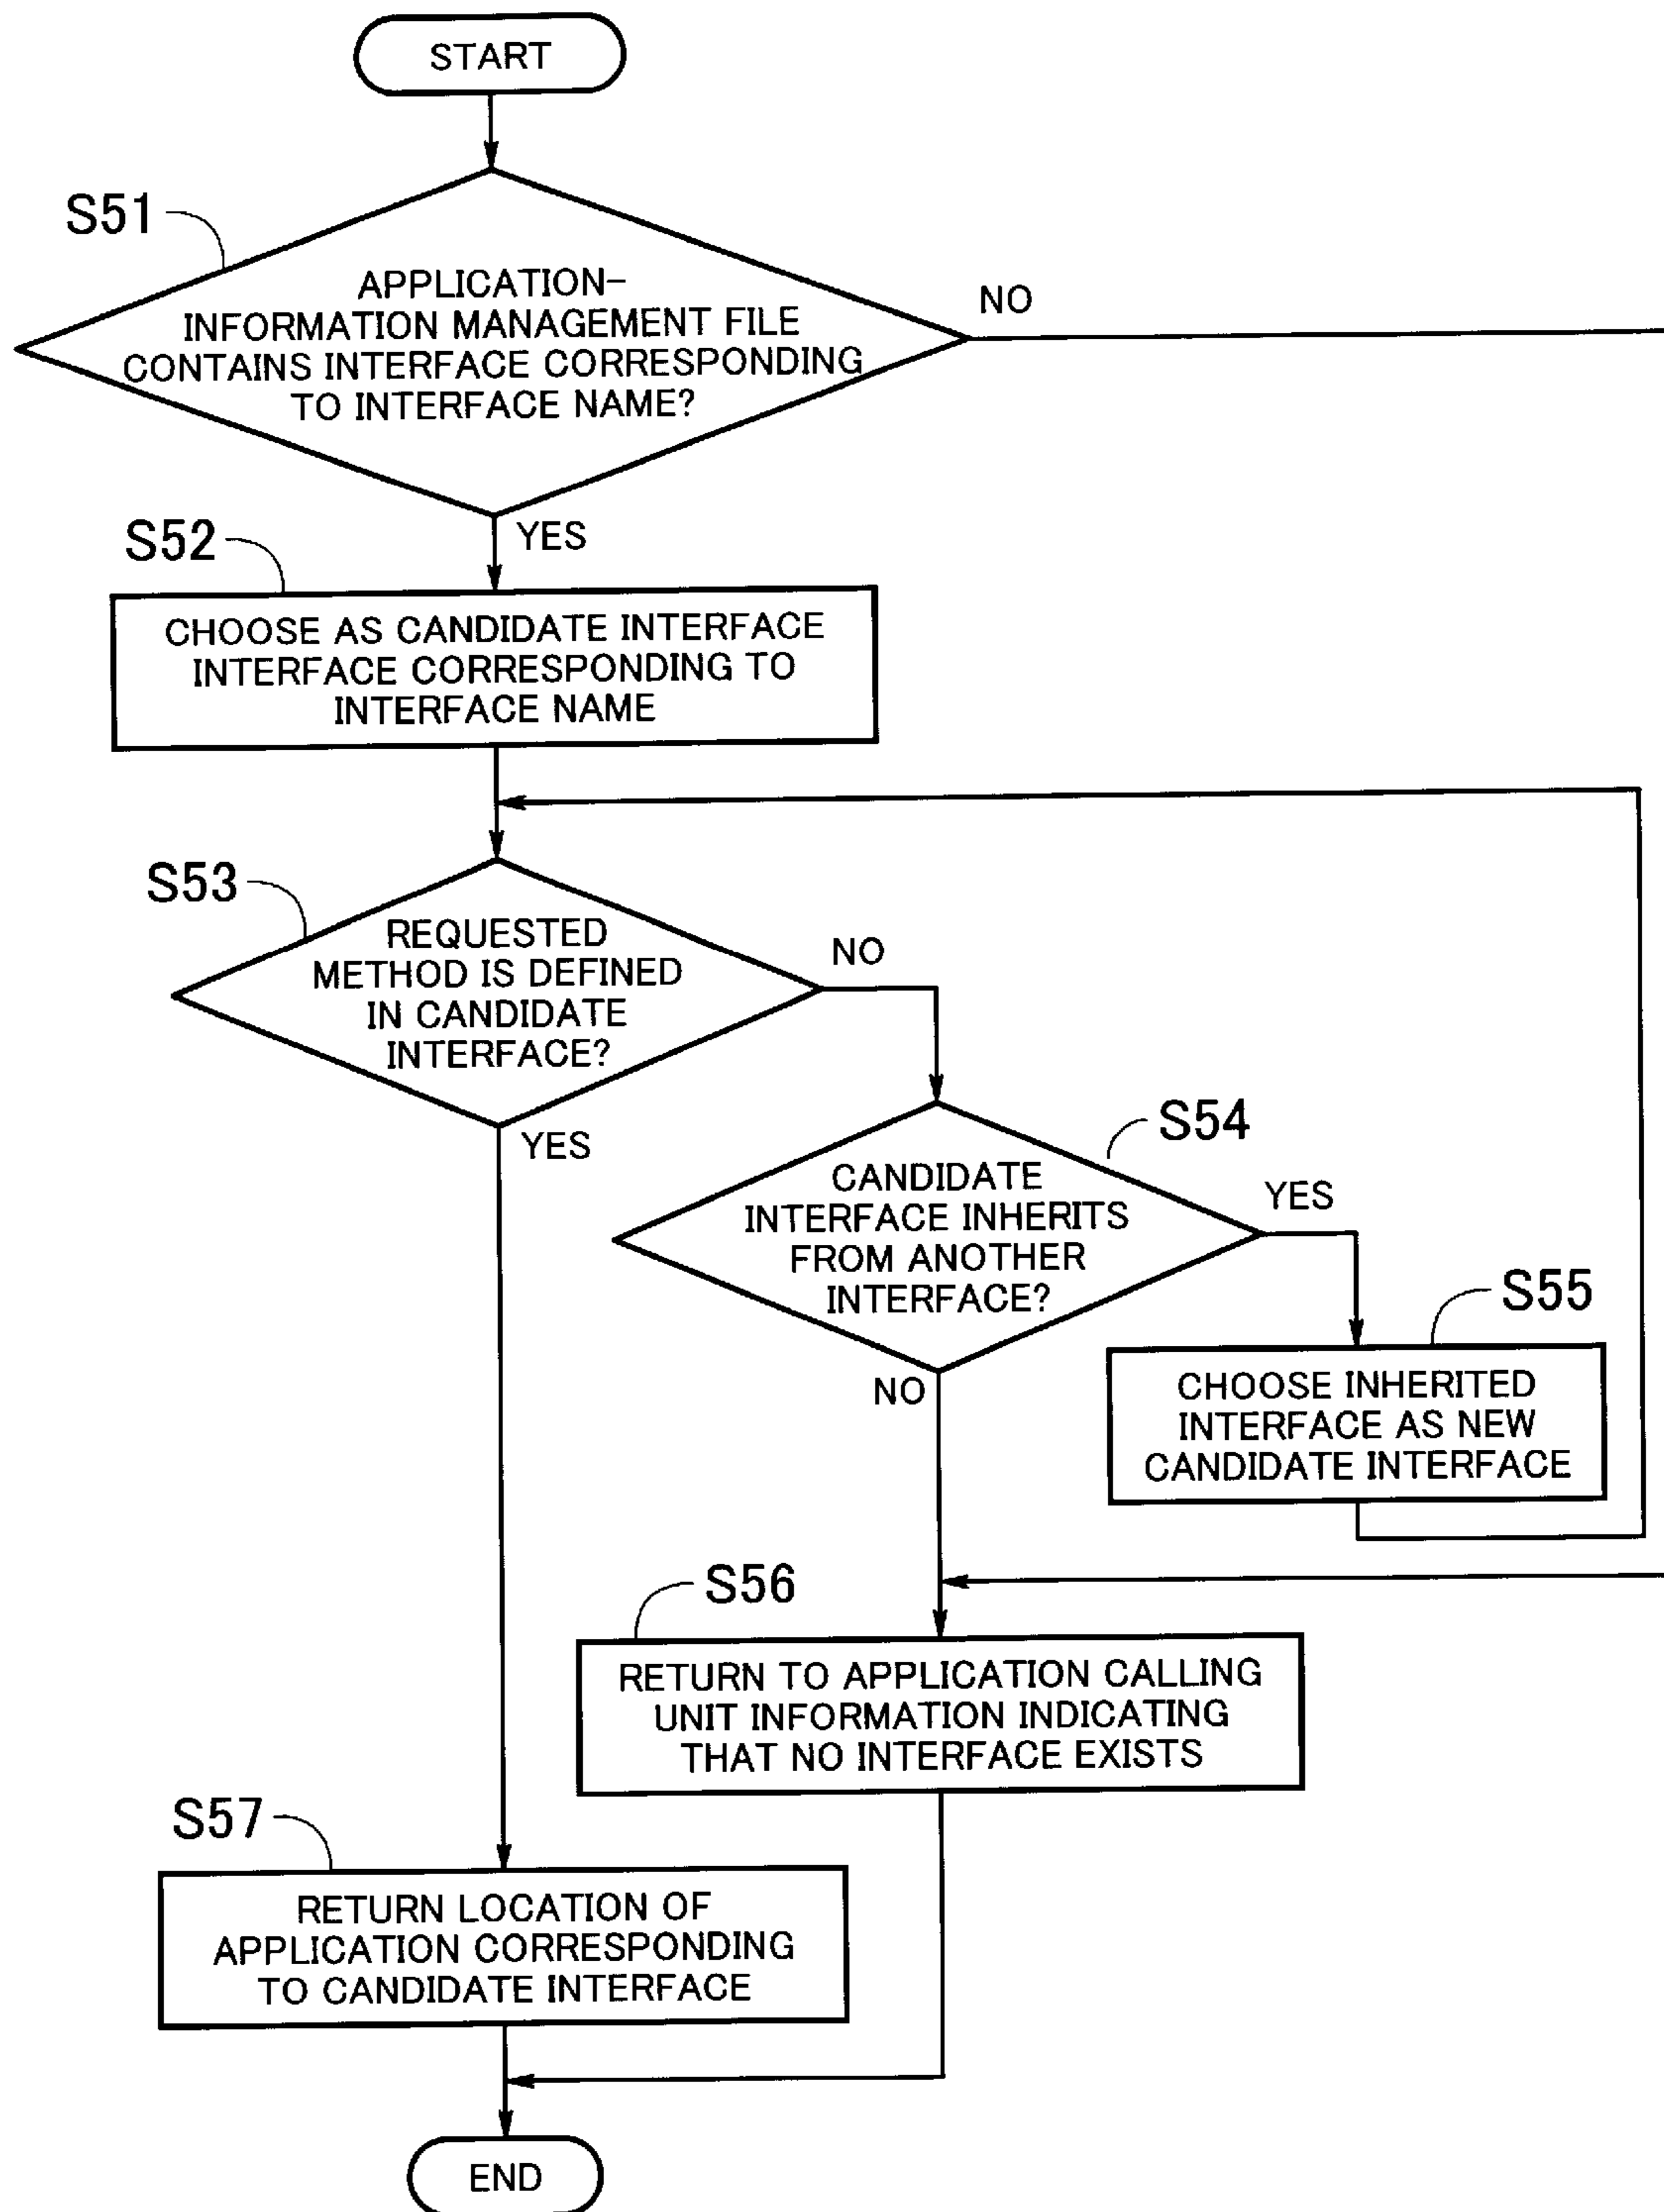 START
S51
APPLICATION-
INFORMATION MANAGEMENT FILE
CONTAINS INTERFACE CORRESPONDING
TO INTERFACE NAME?
NO
YES
S52
CHOOSE AS CANDIDATE INTERFACE
INTERFACE CORRESPONDING TO
INTERFACE NAME
S53
REQUESTED
METHOD IS DEFINED
IN CANDIDATE
INTERFACE?
NO
YES
S54
CANDIDATE
INTERFACE INHERITS
FROM ANOTHER
INTERFACE?
YES
NO
S55
CHOOSE INHERITED
INTERFACE AS NEW
CANDIDATE INTERFACE
S56
RETURN TO APPLICATION CALLING
UNIT INFORMATION INDICATING
THAT NO INTERFACE EXISTS
S57
RETURN LOCATION OF
APPLICATION CORRESPONDING
TO CANDIDATE INTERFACE
END